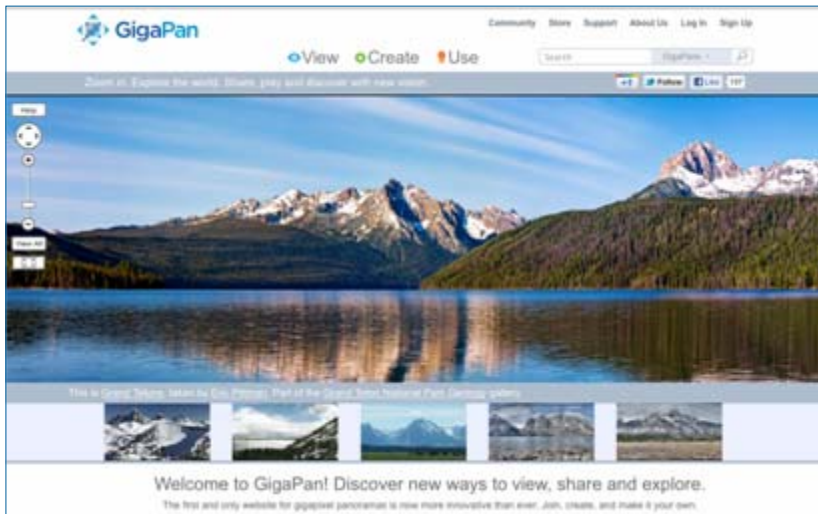 GigaPan
Community Store Support About Us Log In Sign Up
View Create Use
Search GigaPans
Zoom in. Explore the world. Share, play and discover with new vision.
+1 Follow Like
Help
View All
This is Grand Tetons, taken by Eric. Part of the Grand Teton National Park Geology gallery.
Welcome to GigaPan! Discover new ways to view, share and explore.
The first and only website for gigapixel panoramas is now more innovative than ever. Join, create, and make it your own.